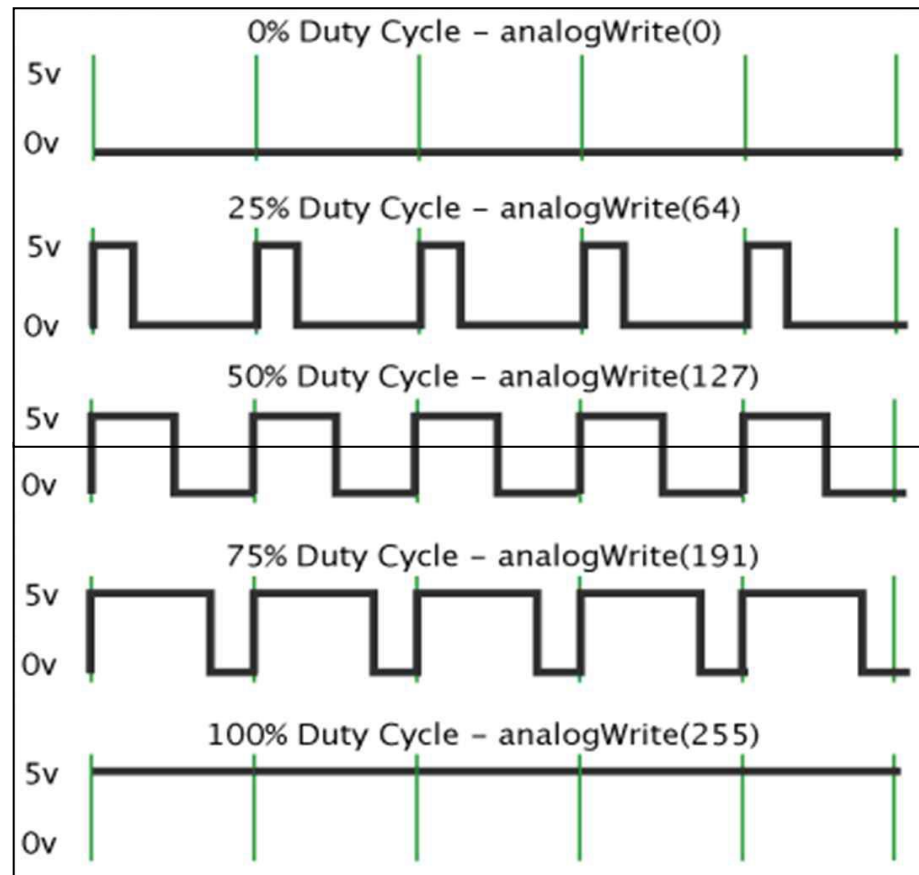 0% Duty Cycle – analogWrite(0)
5v
0v
25% Duty Cycle – analogWrite(64)
5v
0v
50% Duty Cycle – analogWrite(127)
5v
0v
75% Duty Cycle – analogWrite(191)
5v
0v
100% Duty Cycle – analogWrite(255)
5v
0v